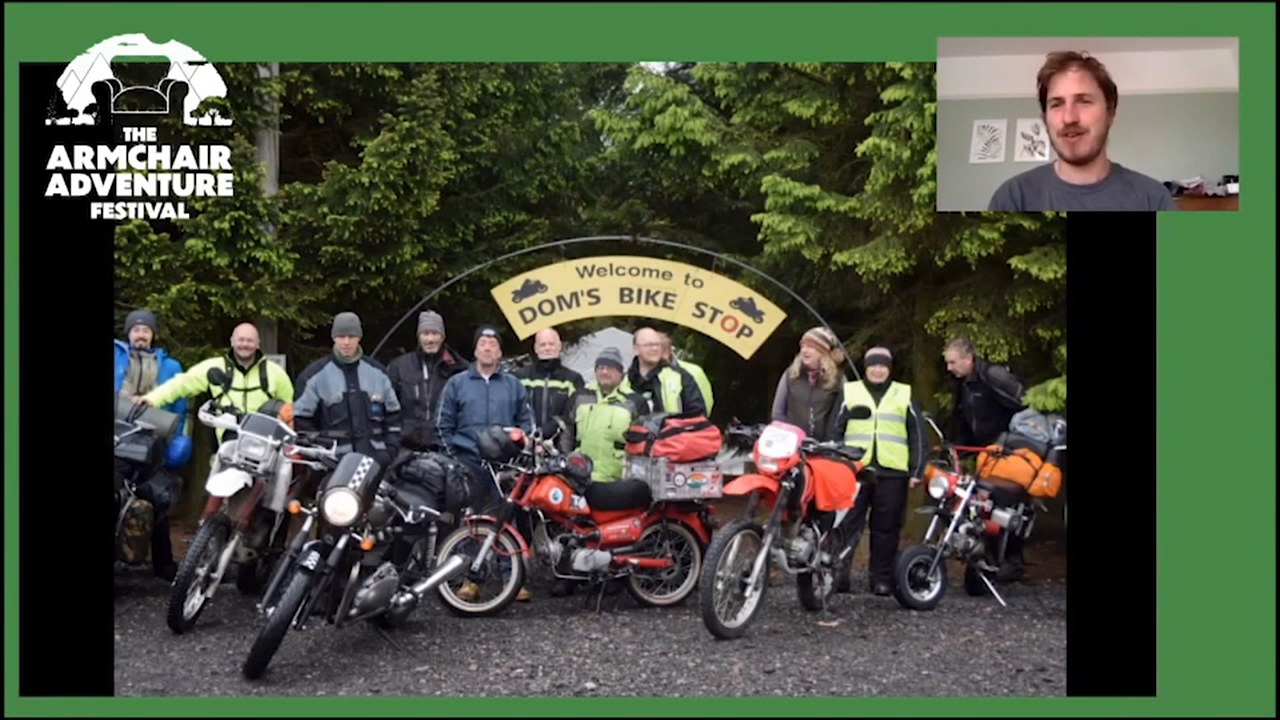 THE
ARMCHAIR
ADVENTURE
FESTIVAL
Welcome to
DOM'S BIKE STOP